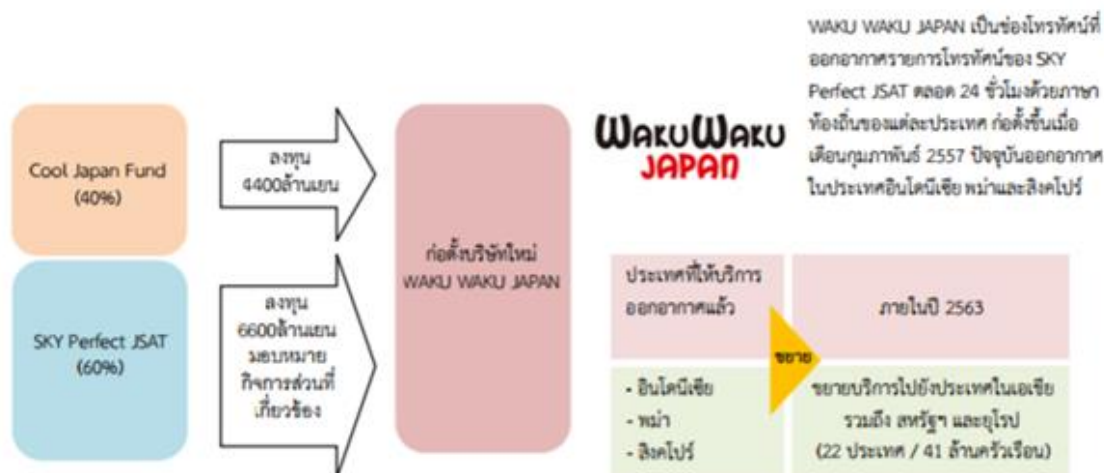 WAKU WAKU JAPAN เป็นช่องโทรทัศน์ที่
ออกอากาศรายการโทรทัศน์ของ SKY
Perfect JSAT ตลอด 24 ชั่วโมงด้วยภาษา
ท้องถิ่นของแต่ละประเทศ ก่อตั้งขึ้นเมื่อ
เดือนกุมภาพันธ์ 2557 ปัจจุบันออกอากาศ
ในประเทศอินโดนีเซีย พม่าและสิงคโปร์
WAKUWAKU
JAPAN
Cool Japan Fund
(40%)
ลงทุน
4400ล้านเยน
SKY Perfect JSAT
(60%)
ลงทุน
6600ล้านเยน
มอบหมาย
กิจการส่วนที่
เกี่ยวข้อง
ก่อตั้งบริษัทใหม่
WAKU WAKU JAPAN
ประเทศที่ให้บริการ
ออกอากาศแล้ว
ขยาย
ภายในปี 2563
- อินโดนีเซีย
- พม่า
- สิงคโปร์
ขยายบริการไปยังประเทศในเอเชีย
รวมถึง สหรัฐฯ และยุโรป
(22 ประเทศ / 41 ล้านครัวเรือน)